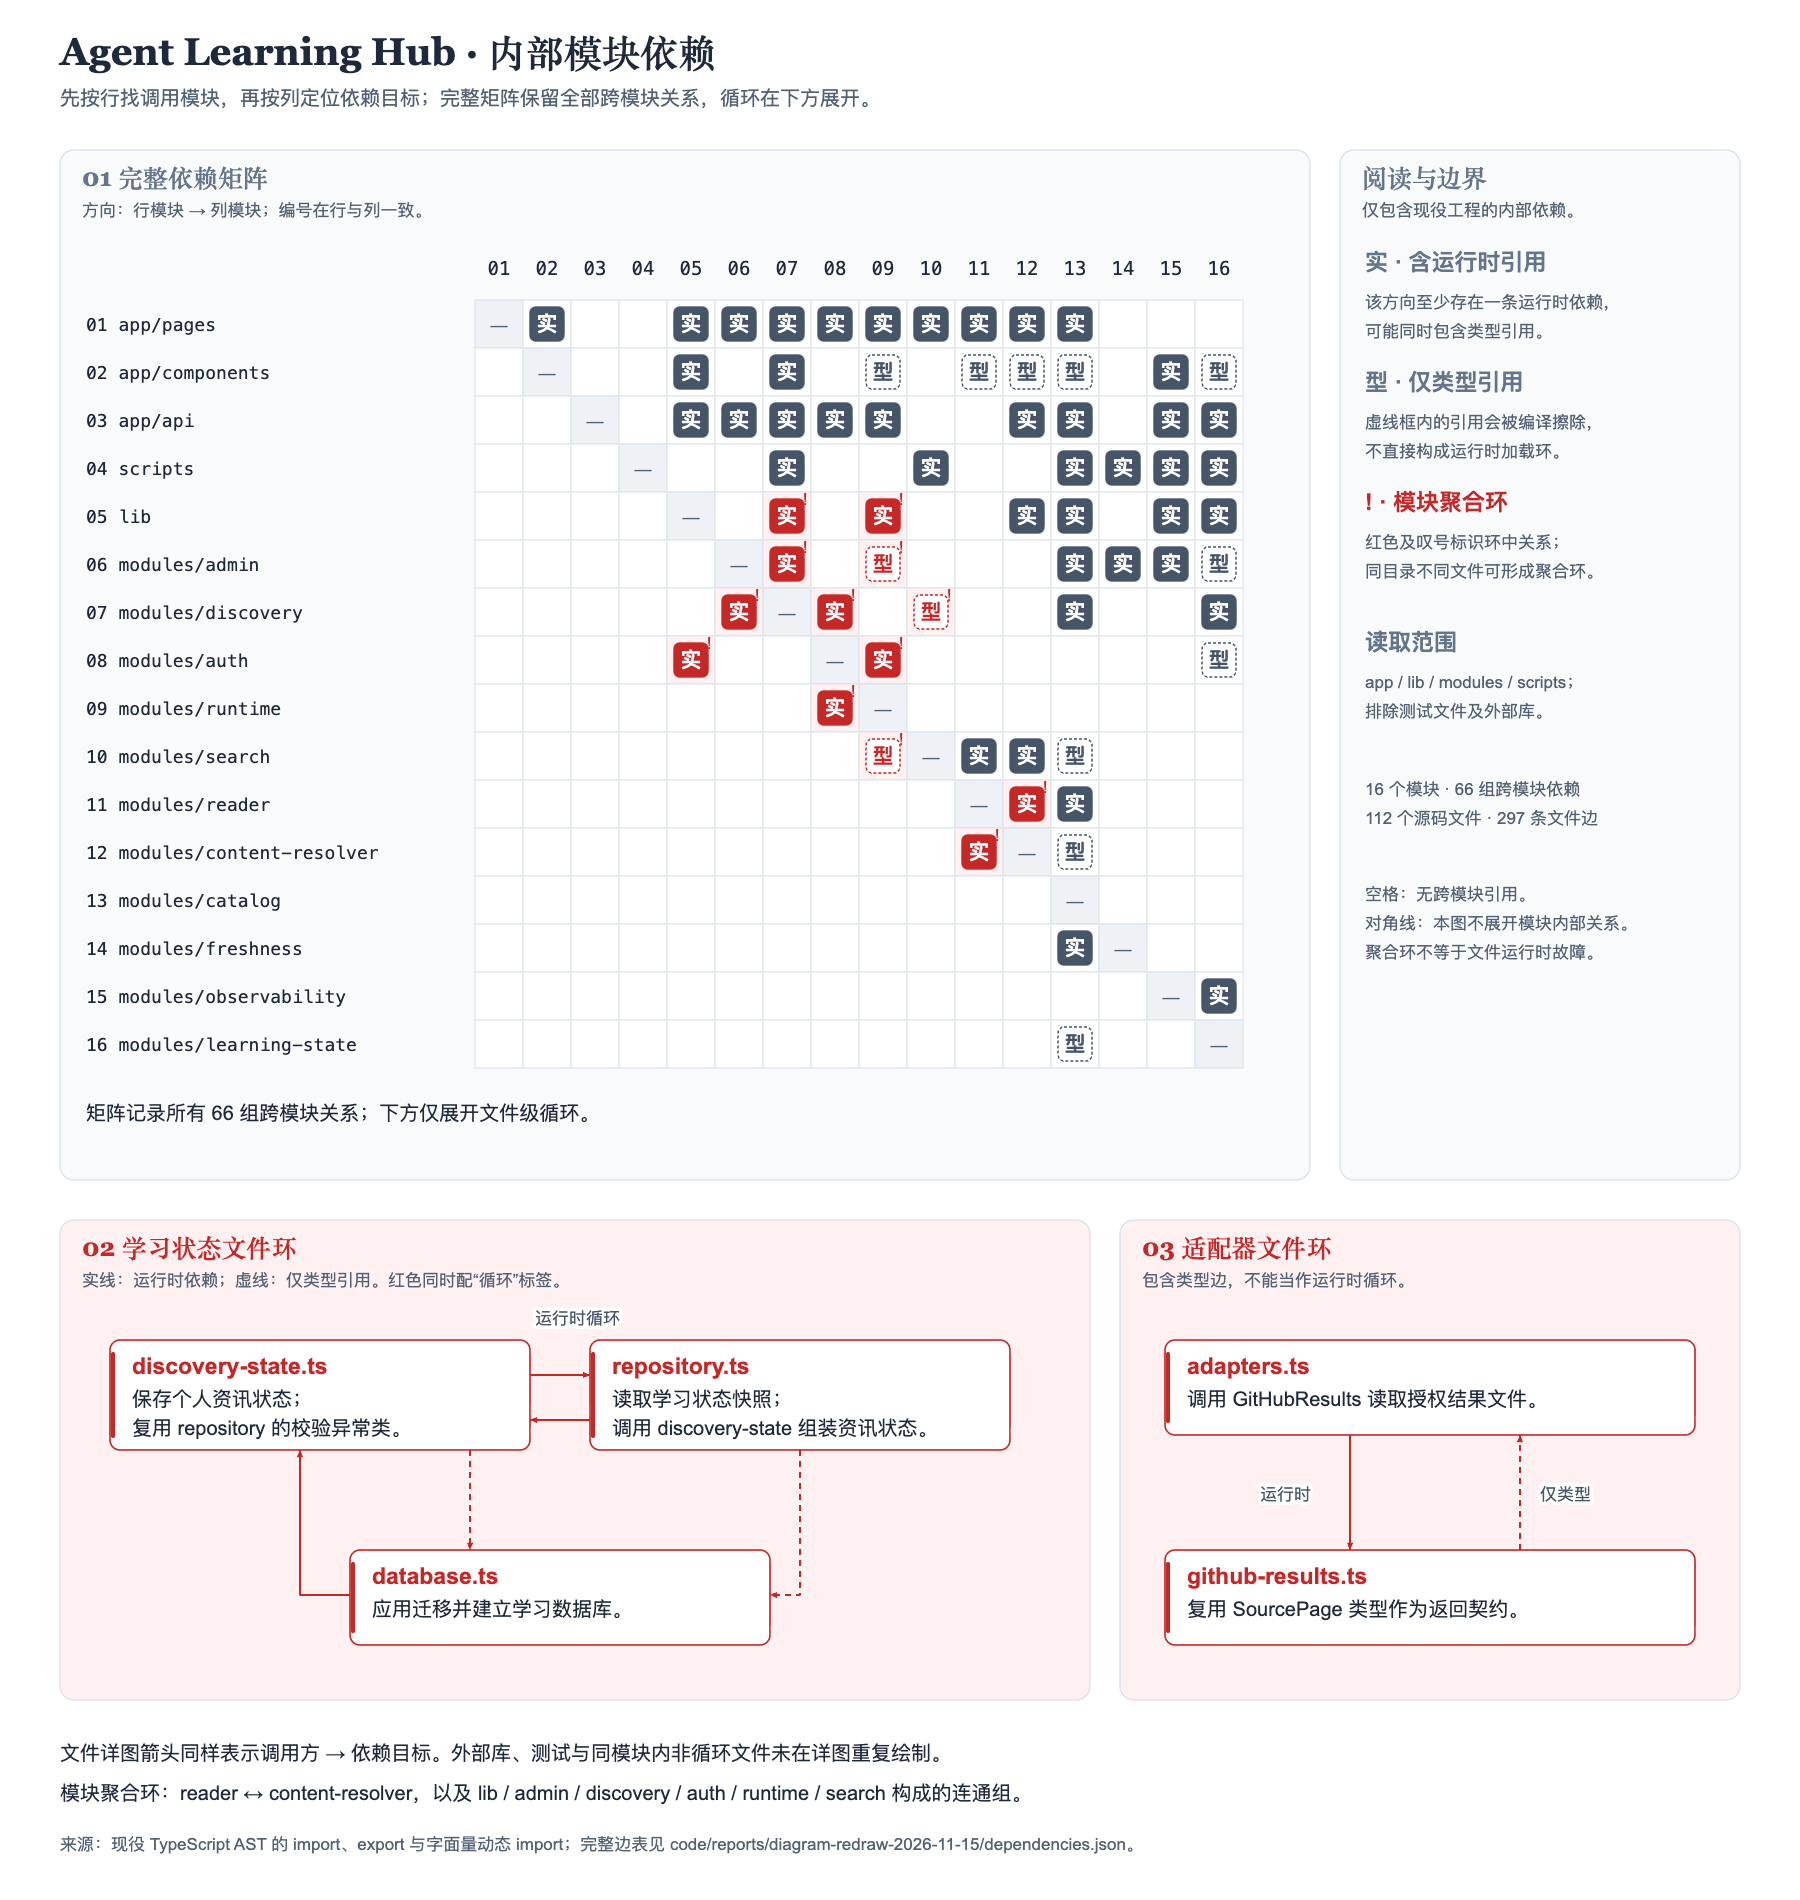 Agent Learning Hub · 内部模块依赖
先按行找调用模块，再按列定位依赖目标；完整矩阵保留全部跨模块关系，循环在下方展开。
01 完整依赖矩阵
方向：行模块 → 列模块；编号在行与列一致。
01 02 03 04 05 06 07 08 09 10 11 12 13 14 15 16
01 app/pages — 实 实 实 实 实 实 实 实 实 实
02 app/components — 实 实 型 型 型 型 实 型
03 app/api — 实 实 实 实 实 实 实 实 实
04 scripts — 实 实 实 实 实 实
05 lib — 实! 实! 实 实 实 实
06 modules/admin — 实! 型! 实 实 实 型
07 modules/discovery 实! — 实! 型! 实 实
08 modules/auth 实! — 实! 型
09 modules/runtime 实! —
10 modules/search 型! — 实 实 型
11 modules/reader — 实! 实
12 modules/content-resolver 实! — 型
13 modules/catalog —
14 modules/freshness 实 —
15 modules/observability — 实
16 modules/learning-state 型 —
矩阵记录所有 66 组跨模块关系；下方仅展开文件级循环。
阅读与边界
仅包含现役工程的内部依赖。
实 · 含运行时引用
该方向至少存在一条运行时依赖，
可能同时包含类型引用。
型 · 仅类型引用
虚线框内的引用会被编译擦除，
不直接构成运行时加载环。
! · 模块聚合环
红色及叹号标识环中关系；
同目录不同文件可形成聚合环。
读取范围
app / lib / modules / scripts；
排除测试文件及外部库。
16 个模块 · 66 组跨模块依赖
112 个源码文件 · 297 条文件边
空格：无跨模块引用。
对角线：本图不展开模块内部关系。
聚合环不等于文件运行时故障。
02 学习状态文件环
实线：运行时依赖；虚线：仅类型引用。红色同时配“循环”标签。
运行时循环
discovery-state.ts
保存个人资讯状态；
复用 repository 的校验异常类。
repository.ts
读取学习状态快照；
调用 discovery-state 组装资讯状态。
database.ts
应用迁移并建立学习数据库。
03 适配器文件环
包含类型边，不能当作运行时循环。
adapters.ts
调用 GitHubResults 读取授权结果文件。
运行时
仅类型
github-results.ts
复用 SourcePage 类型作为返回契约。
文件详图箭头同样表示调用方 → 依赖目标。外部库、测试与同模块内非循环文件未在详图重复绘制。
模块聚合环：reader ↔ content-resolver，以及 lib / admin / discovery / auth / runtime / search 构成的连通组。
来源：现役 TypeScript AST 的 import、export 与字面量动态 import；完整边表见 code/reports/diagram-redraw-2026-11-15/dependencies.json。